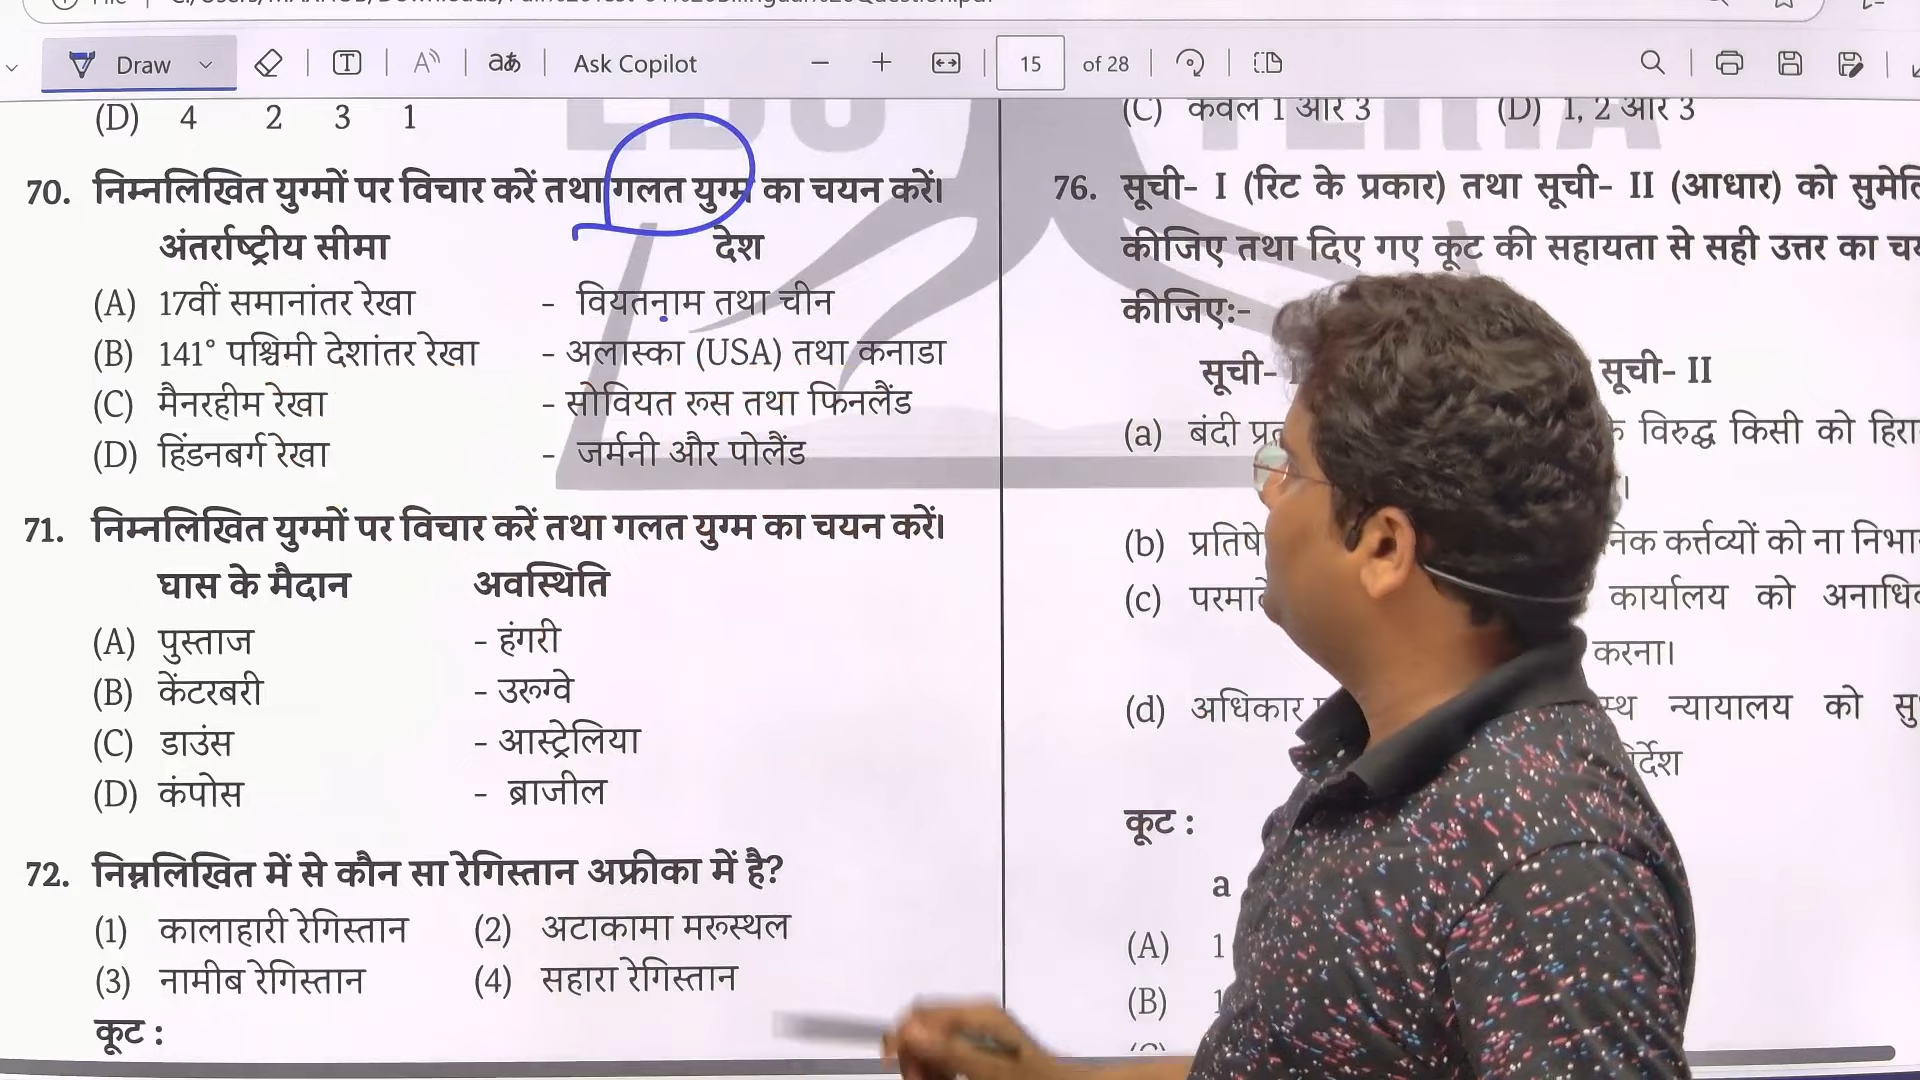 Draw
aあ
Ask Copilot
15 of 28
(D) 4 2 3 1
70. निम्नलिखित युग्मों पर विचार करें तथा गलत युग्म का चयन करें।
अंतर्राष्ट्रीय सीमा देश
(A) 17वीं समानांतर रेखा - वियतनाम तथा चीन
(B) 141° पश्चिमी देशांतर रेखा - अलास्का (USA) तथा कनाडा
(C) मैनरहीम रेखा - सोवियत रूस तथा फिनलैंड
(D) हिंडनबर्ग रेखा - जर्मनी और पोलैंड
71. निम्नलिखित युग्मों पर विचार करें तथा गलत युग्म का चयन करें।
घास के मैदान अवस्थिति
(A) पुस्ताज - हंगरी
(B) केंटरबरी - उरूग्वे
(C) डाउंस - आस्ट्रेलिया
(D) कंपोस - ब्राजील
72. निम्नलिखित में से कौन सा रेगिस्तान अफ्रीका में है?
(1) कालाहारी रेगिस्तान (2) अटाकामा मरूस्थल
(3) नामीब रेगिस्तान (4) सहारा रेगिस्तान
कूट :
(C) केवल 1 और 3 (D) 1, 2 और 3
76. सूची- I (रिट के प्रकार) तथा सूची- II (आधार) को
कीजिए तथा दिए गए कूट की सहायता से सही उत्तर का
कीजिए:-
सूची- सूची- II
(a) बंदी विरुद्ध किसी को
(b)
कर्त्तव्यों को ना
(c)
कार्यालय को
करना।
(d) अधिकार
न्यायालय को
कूट :
a
(A) 1
(B) 1